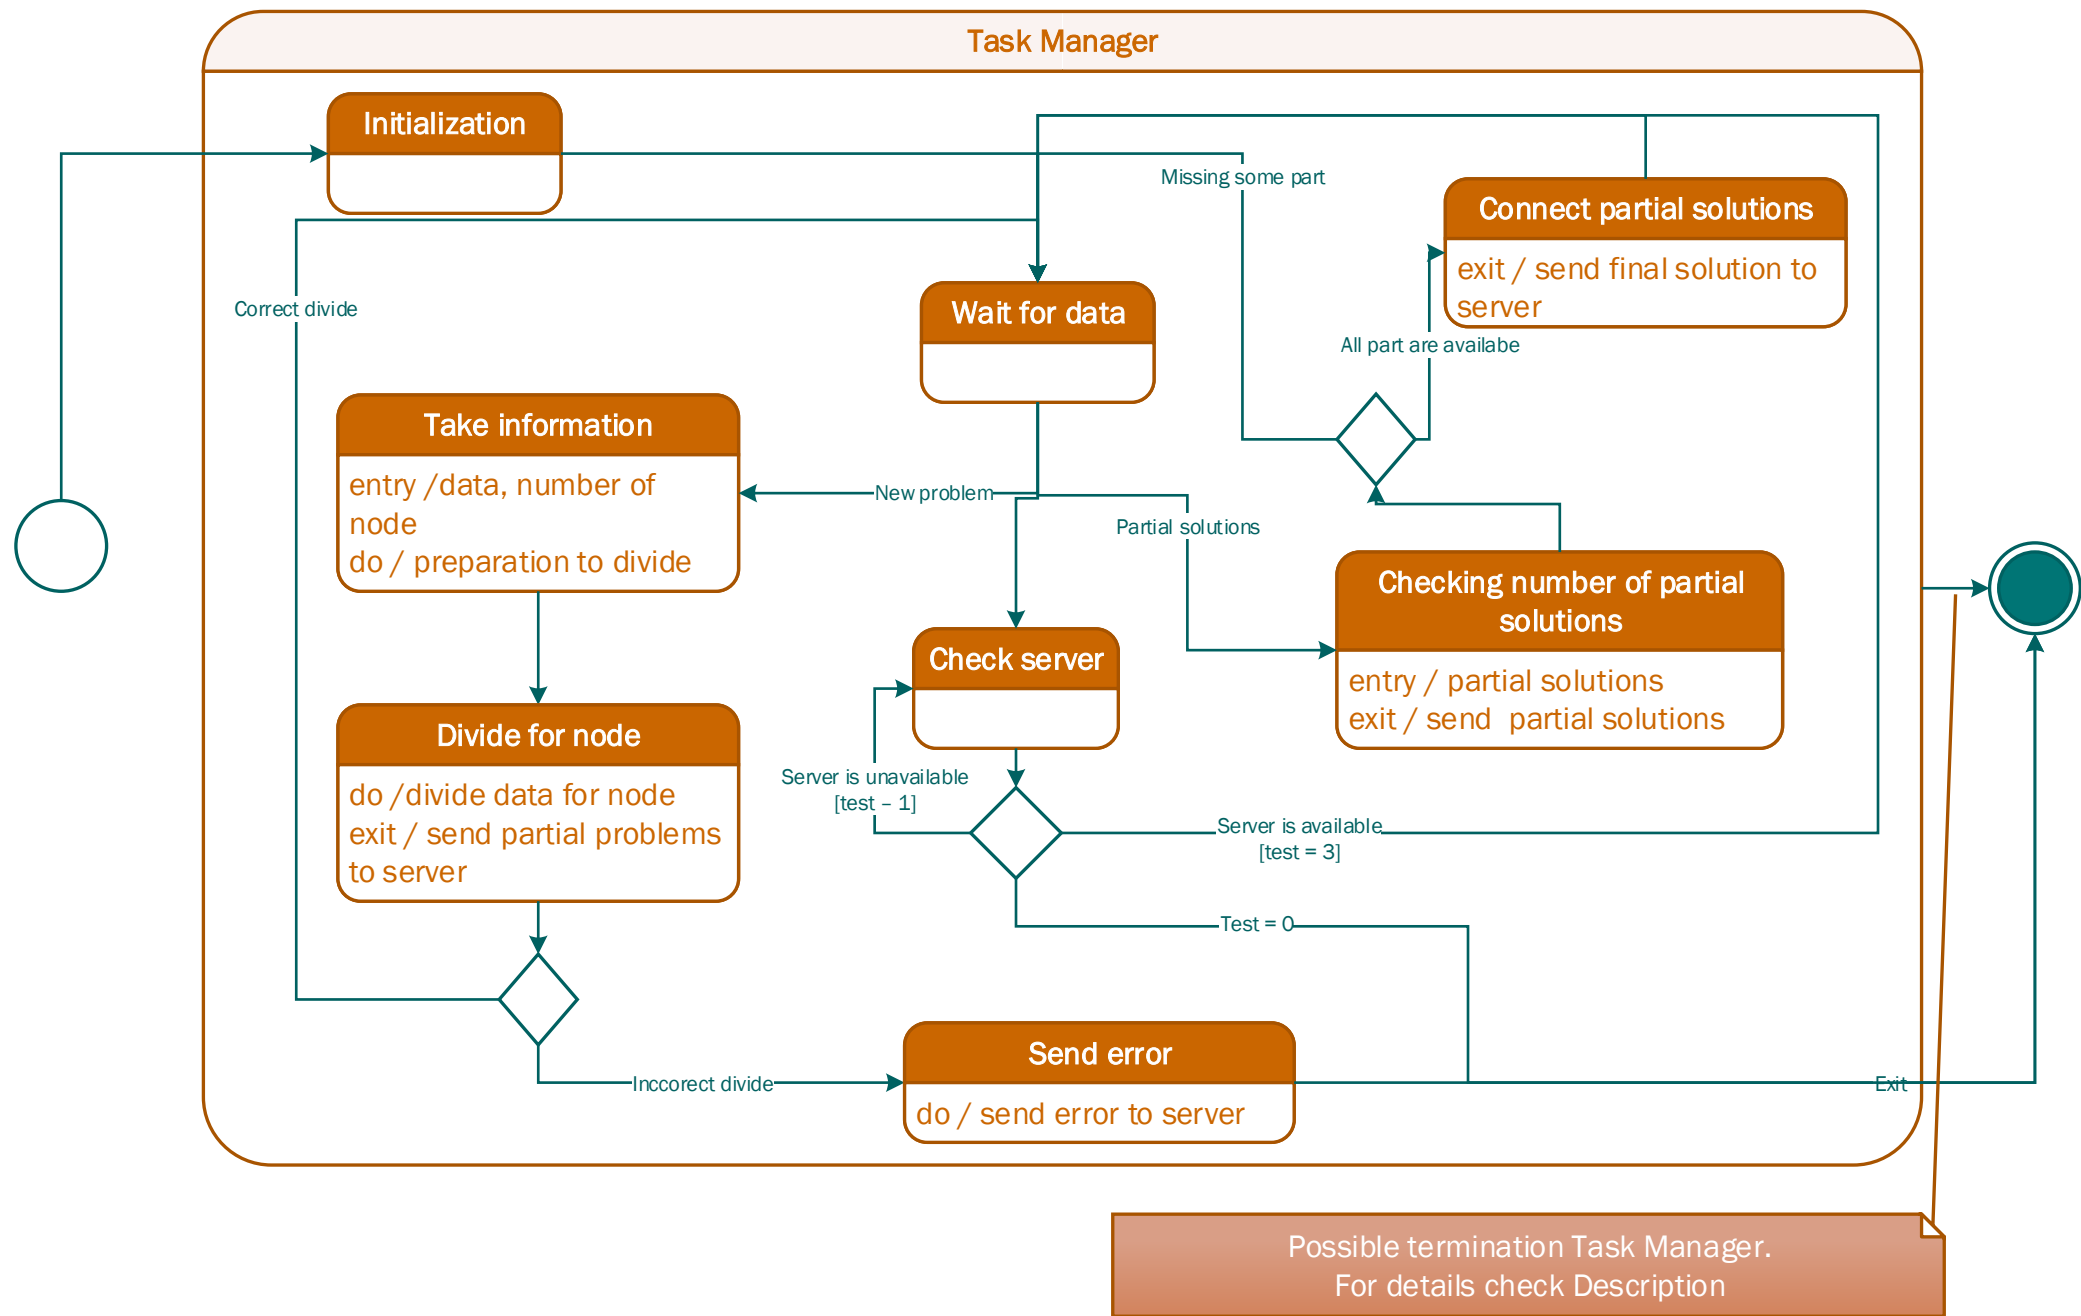 Task Manager
Initialization
Missing some part
Connect partial solutions
exit / send final solution to
server
Correct divide
Wait for data
All part are availabe
Take information
entry /data, number of
node
do / preparation to divide
New problem
Partial solutions
Checking number of partial
solutions
entry / partial solutions
exit / send partial solutions
Check server
Divide for node
do /divide data for node
exit / send partial problems
to server
Server is unavailable
[test – 1]
Server is available
[test = 3]
Test = 0
Send error
do / send error to server
Inccorect divide
Exit
Possible termination Task Manager.
For details check Description